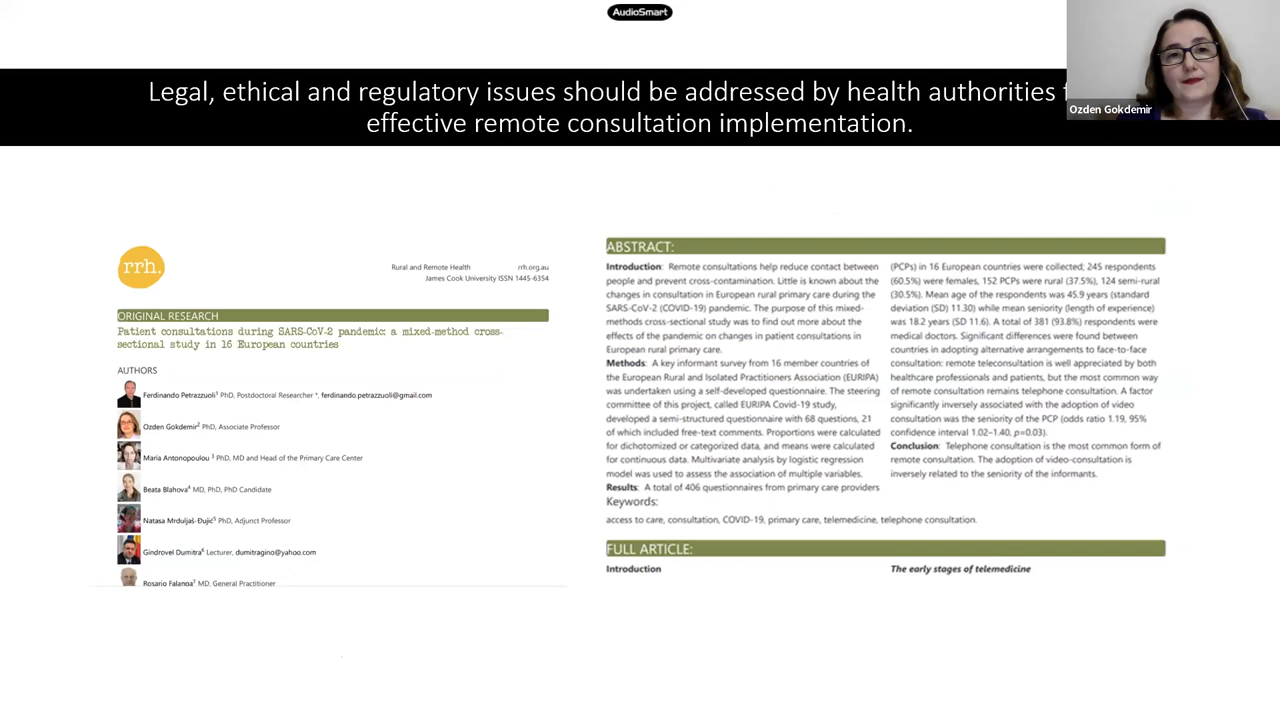 AudioSmart
Legal, ethical and regulatory issues should be addressed by health authorities
effective remote consultation implementation.
Ozden Gokdemir
rrh.
Rural and Remote Health rrh.org.au
James Cook University ISSN 1445-6354
ORIGINAL RESEARCH
Patient consultations during SARS-CoV-2 pandemic: a mixed-method cross-
sectional study in 16 European countries
AUTHORS
Ferdinando Petrazzuoli1 PhD, Postdoctoral Researcher *, ferdinando.petrazzuoli@gmail.com
Ozden Gokdemir2 PhD, Associate Professor
Maria Antonopoulou 3 PhD, MD and Head of the Primary Care Center
Beata Blahova4 MD, PhD, PhD Candidate
Natasa Mrduljaš-Đujić5 PhD, Adjunct Professor
Gindrovel Dumitra6 Lecturer, dumitragino@yahoo.com
Rosario Falanga7 MD, General Practitioner
ABSTRACT:
Introduction: Remote consultations help reduce contact between
people and prevent cross-contamination. Little is known about the
changes in consultation in European rural primary care during the
SARS-CoV-2 (COVID-19) pandemic. The purpose of this mixed-
methods cross-sectional study was to find out more about the
effects of the pandemic on changes in patient consultations in
European rural primary care.
Methods: A key informant survey from 16 member countries of
the European Rural and Isolated Practitioners Association (EURIPA)
was undertaken using a self-developed questionnaire. The steering
committee of this project, called EURIPA Covid-19 study,
developed a semi-structured questionnaire with 68 questions, 21
of which included free-text comments. Proportions were calculated
for dichotomized or categorized data, and means were calculated
for continuous data. Multivariate analysis by logistic regression
model was used to assess the association of multiple variables.
Results: A total of 406 questionnaires from primary care providers
(PCPs) in 16 European countries were collected; 245 respondents
(60.5%) were females, 152 PCPs were rural (37.5%), 124 semi-rural
(30.5%). Mean age of the respondents was 45.9 years (standard
deviation (SD) 11.30) while mean seniority (length of experience)
was 18.2 years (SD 11.6). A total of 381 (93.8%) respondents were
medical doctors. Significant differences were found between
countries in adopting alternative arrangements to face-to-face
consultation: remote teleconsultation is well appreciated by both
healthcare professionals and patients, but the most common way
of remote consultation remains telephone consultation. A factor
significantly inversely associated with the adoption of video
consultation was the seniority of the PCP (odds ratio 1.19, 95%
confidence interval 1.02–1.40, p=0.03).
Conclusion: Telephone consultation is the most common form of
remote consultation. The adoption of video-consultation is
inversely related to the seniority of the informants.
Keywords:
access to care, consultation, COVID-19, primary care, telemedicine, telephone consultation.
FULL ARTICLE:
Introduction
The early stages of telemedicine